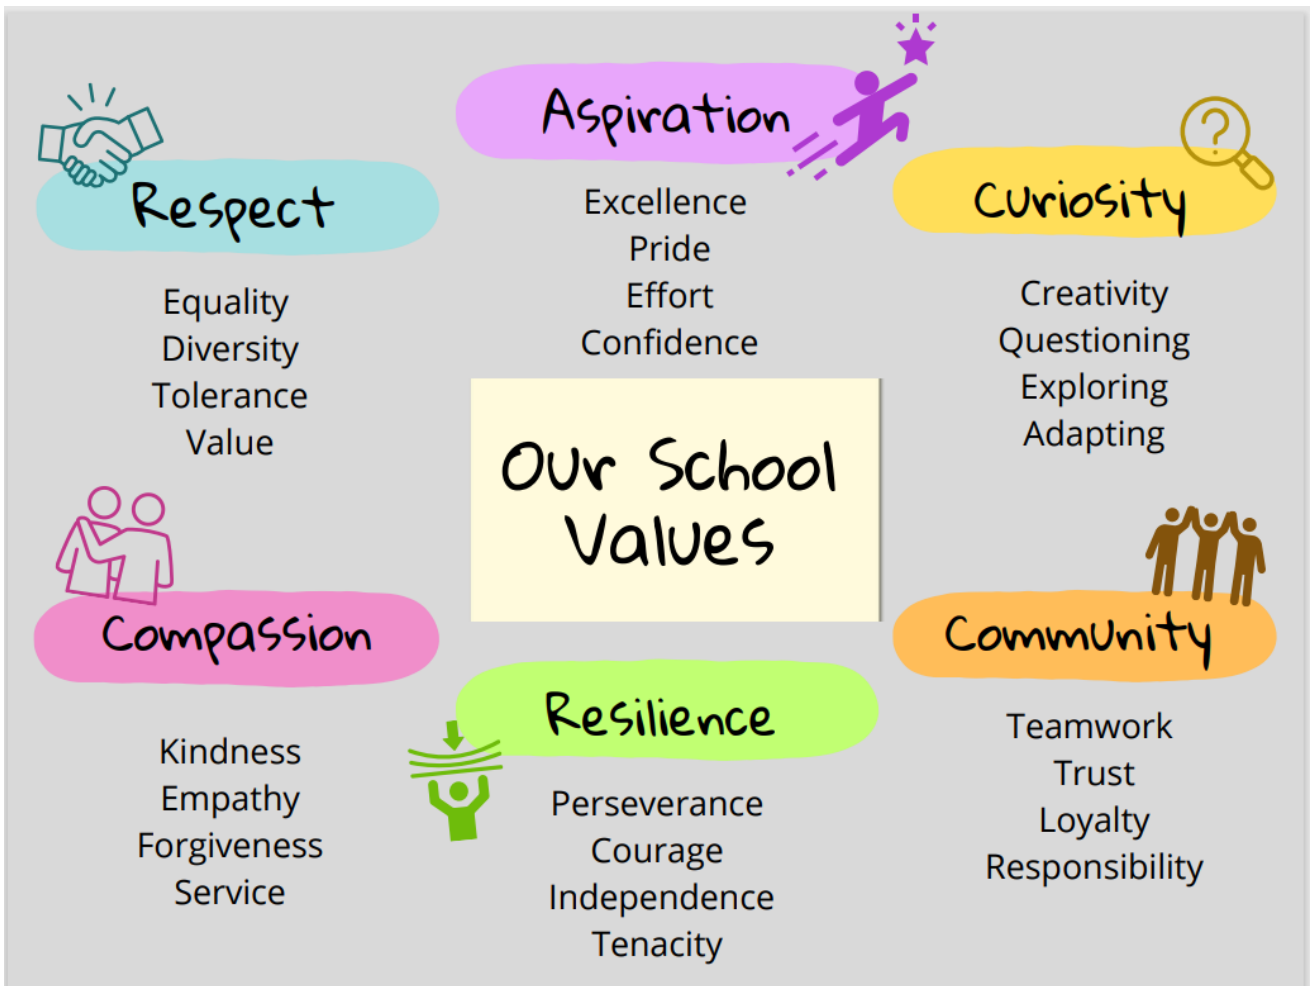 Respect
Equality
Diversity
Tolerance
Value
Aspiration
Excellence
Pride
Effort
Confidence
Curiosity
Creativity
Questioning
Exploring
Adapting
Our School
Values
Compassion
Kindness
Empathy
Forgiveness
Service
Resilience
Perseverance
Courage
Independence
Tenacity
Community
Teamwork
Trust
Loyalty
Responsibility
?